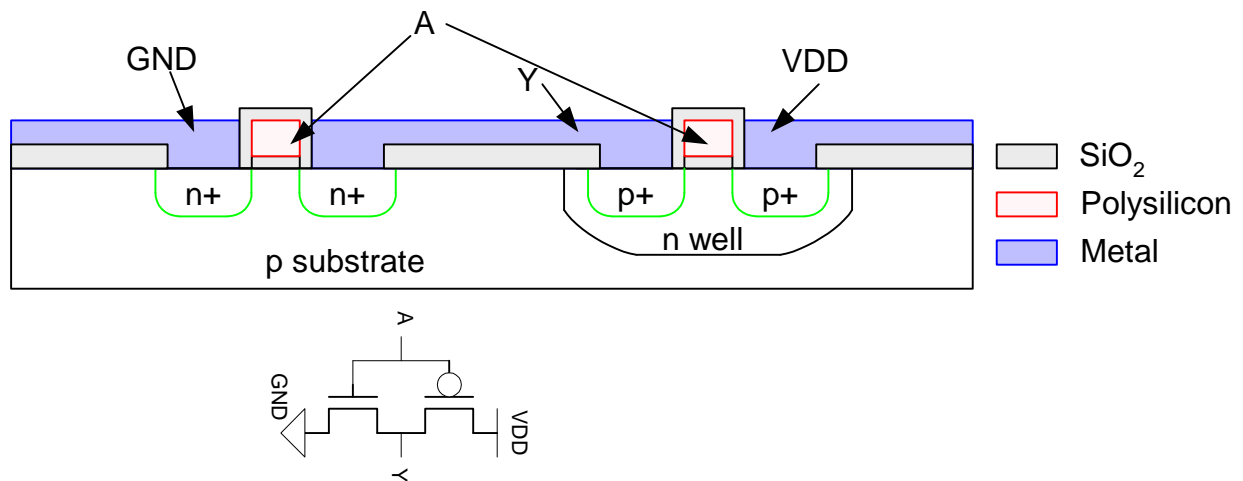 A
GND
Y
VDD
n+
n+
p+
p+
n well
p substrate
SiO₂
Polysilicon
Metal
A
GND
VDD
Y